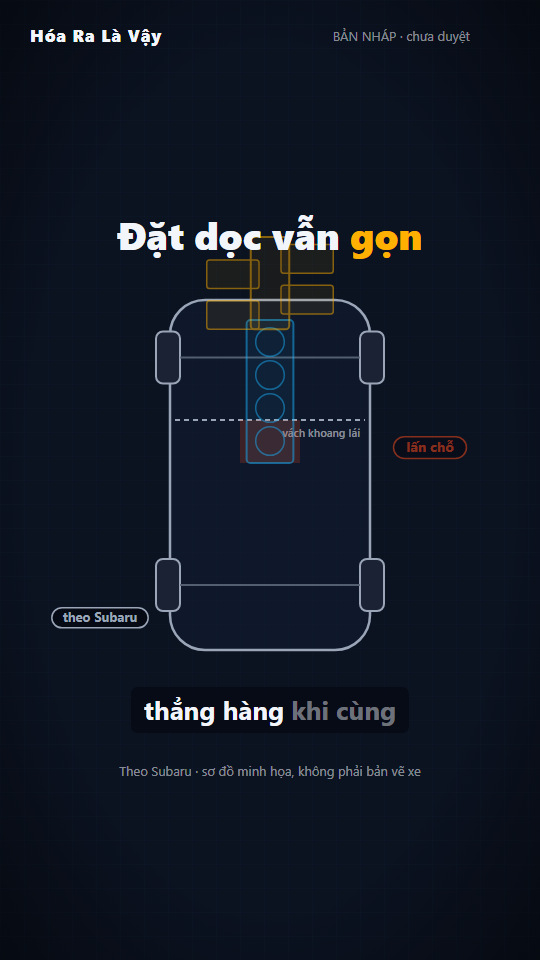 Hóa Ra Là Vậy
BẢN NHÁP · chưa duyệt
Đặt dọc vẫn gọn
vách khoang lái
lấn chỗ
theo Subaru
thẳng hàng khi cùng
Theo Subaru · sơ đồ minh họa, không phải bản vẽ xe